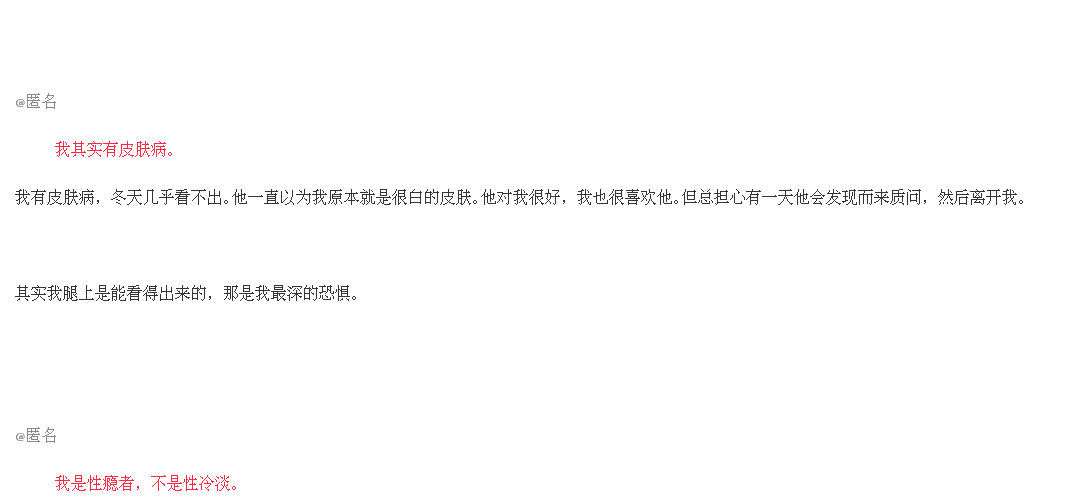 @匿名
我其实有皮肤病。
我有皮肤病，冬天几乎看不出。他一直以为我原本就是很白的皮肤。他对我很好，我也很喜欢他。但总担心有一天他会发现而来质问，然后离开我。
其实我腿上是能看得出来的，那是我最深的恐惧。
@匿名
我是性瘾者，不是性冷淡。